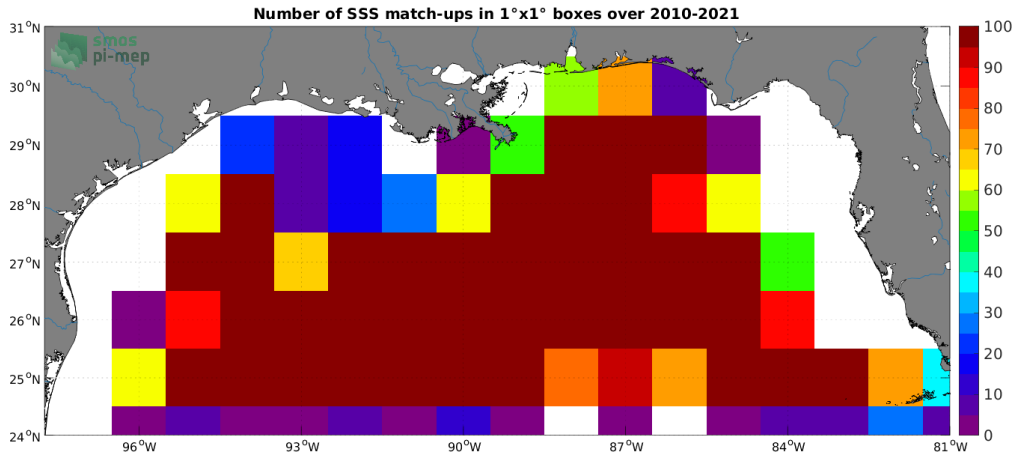 Number of SSS match-ups in 1°x1° boxes over 2010-2021
smos
pi-mep
31°N
30°N
29°N
28°N
27°N
26°N
25°N
24°N
96°W
93°W
90°W
87°W
84°W
81°W
100
90
80
70
60
50
40
30
20
10
0